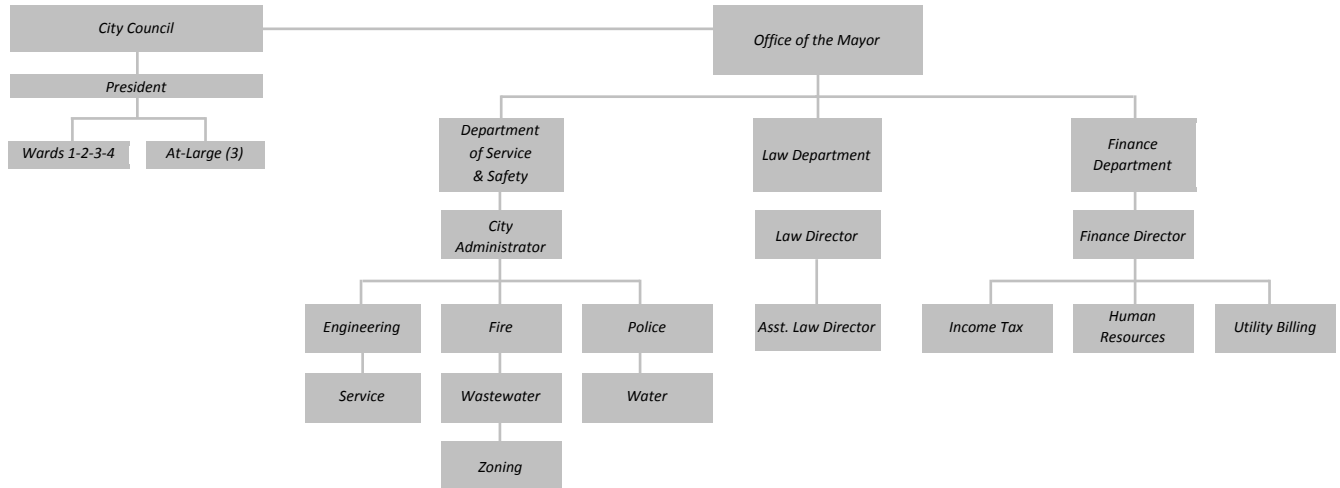 City Council
Office of the Mayor
President
Wards 1-2-3-4
At-Large (3)
Department
of Service
& Safety
Law Department
Finance
Department
City
Administrator
Law Director
Finance Director
Engineering
Fire
Police
Asst. Law Director
Income Tax
Human
Resources
Utility Billing
Service
Wastewater
Water
Zoning